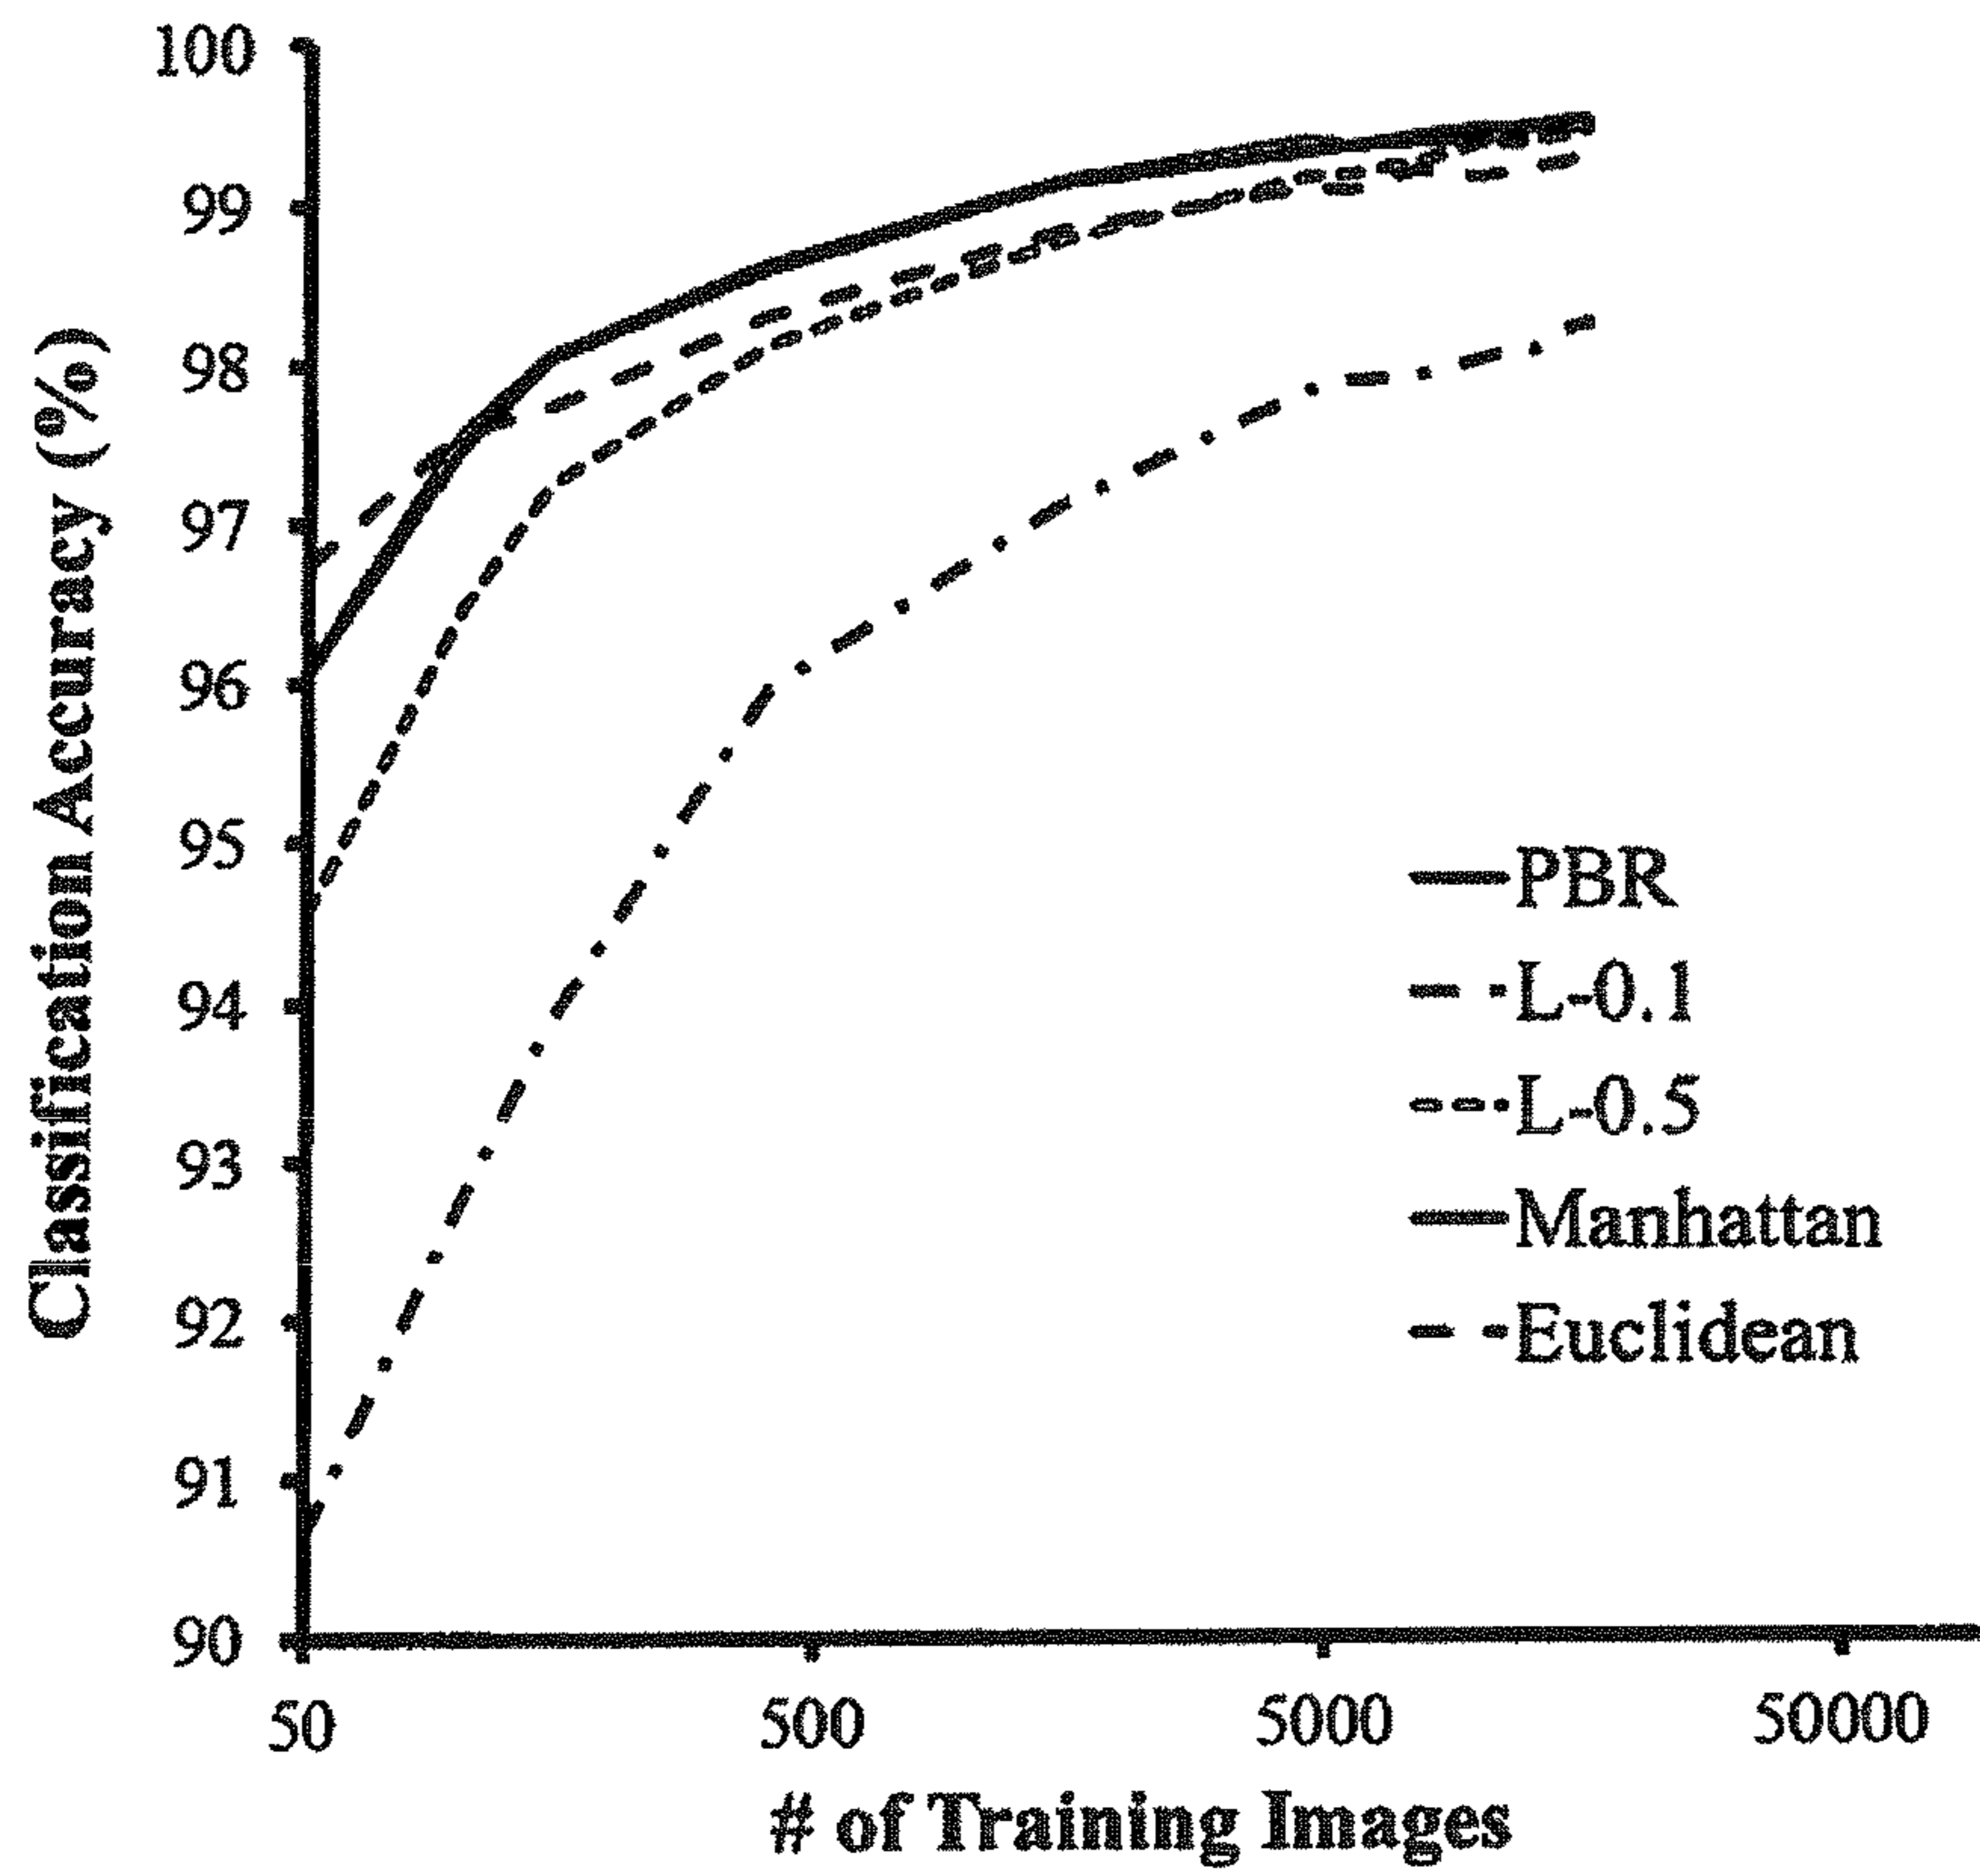 Classification Accuracy (%)
100
99
98
97
96
95
94
93
92
91
90
50
500
5000
50000
# of Training Images
PBR
L-0.1
L-0.5
Manhattan
Euclidean